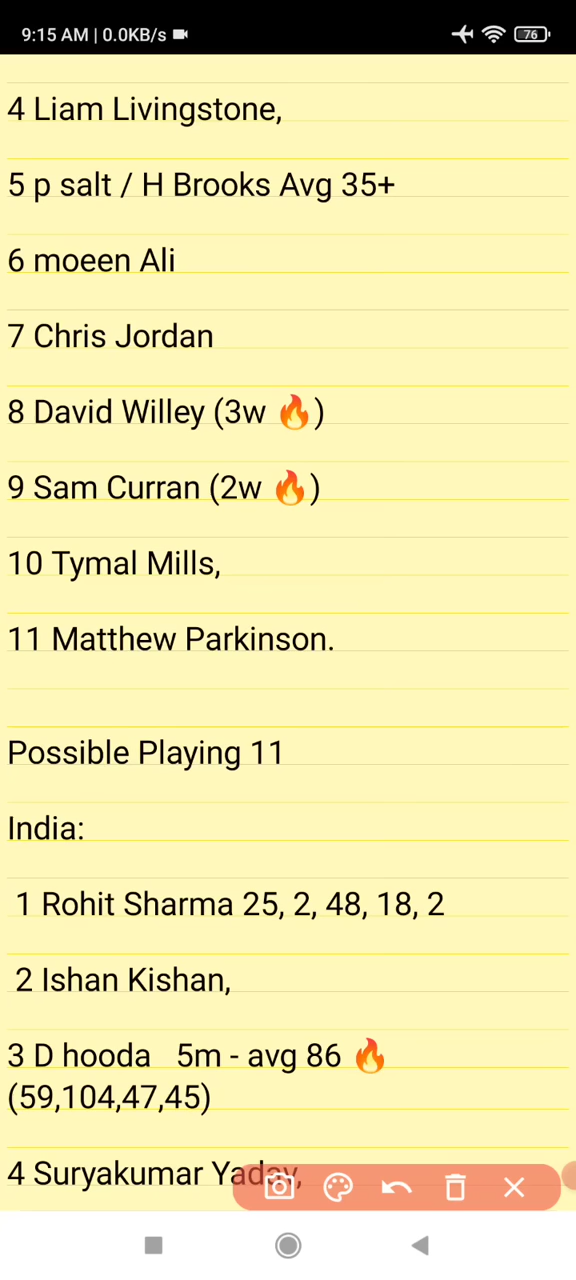 9:15 AM | 0.0KB/s
76
4 Liam Livingstone,
5 p salt / H Brooks Avg 35+
6 moeen Ali
7 Chris Jordan
8 David Willey (3w 🔥)
9 Sam Curran (2w 🔥)
10 Tymal Mills,
11 Matthew Parkinson.
Possible Playing 11
India:
1 Rohit Sharma 25, 2, 48, 18, 2
2 Ishan Kishan,
3 D hooda 5m - avg 86 🔥
(59,104,47,45)
4 Suryakumar Yadav,